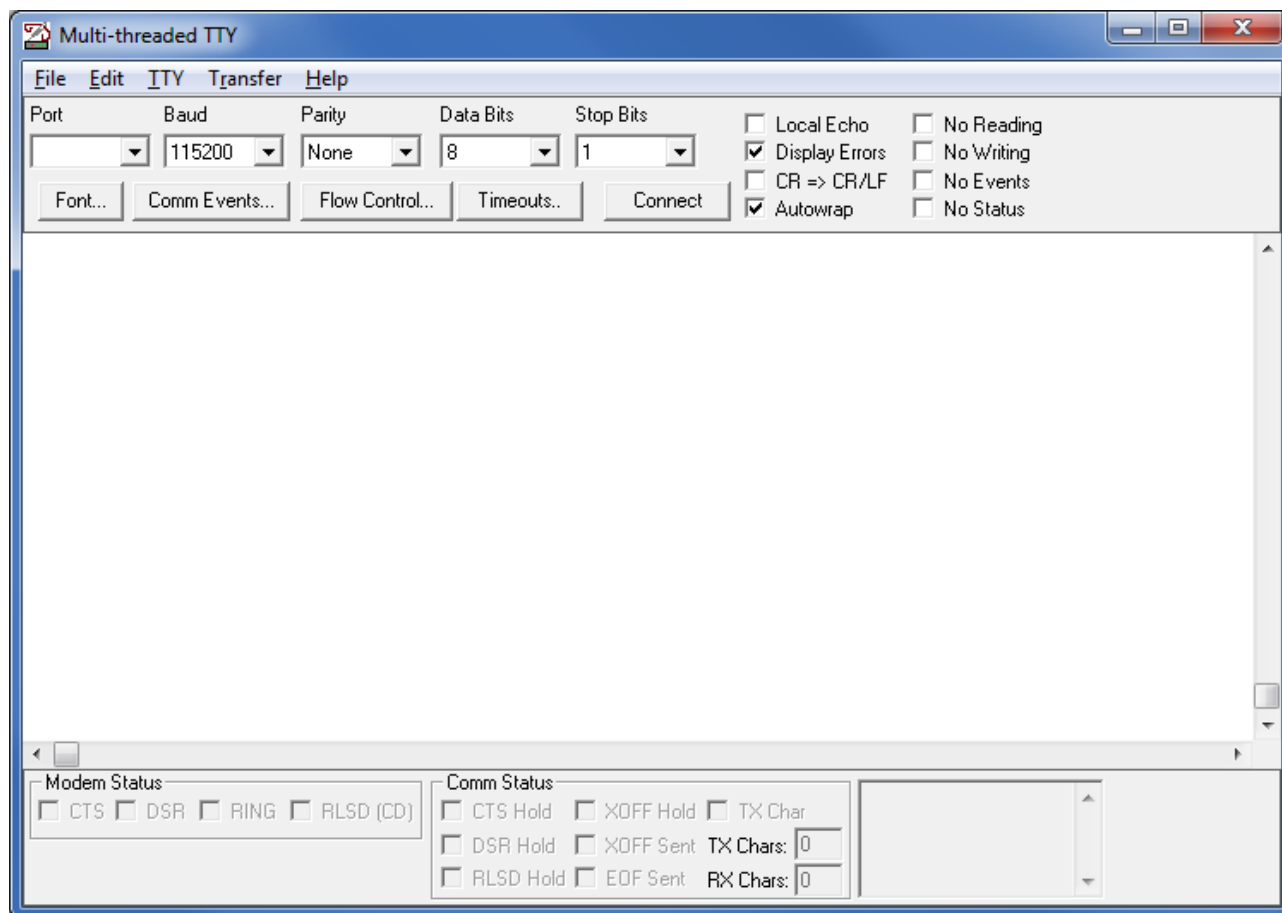 Multi-threaded TTY
File Edit TTY Transfer Help
Port Baud Parity Data Bits Stop Bits
115200 None 8 1
Font... Comm Events... Flow Control... Timeouts.. Connect
Local Echo No Reading
Display Errors No Writing
CR => CR/LF No Events
Autowrap No Status
Modem Status
CTS DSR RING RLSD (CD)
Comm Status
CTS Hold XOFF Hold TX Char
DSR Hold XOFF Sent TX Chars: 0
RLSD Hold EOF Sent RX Chars: 0